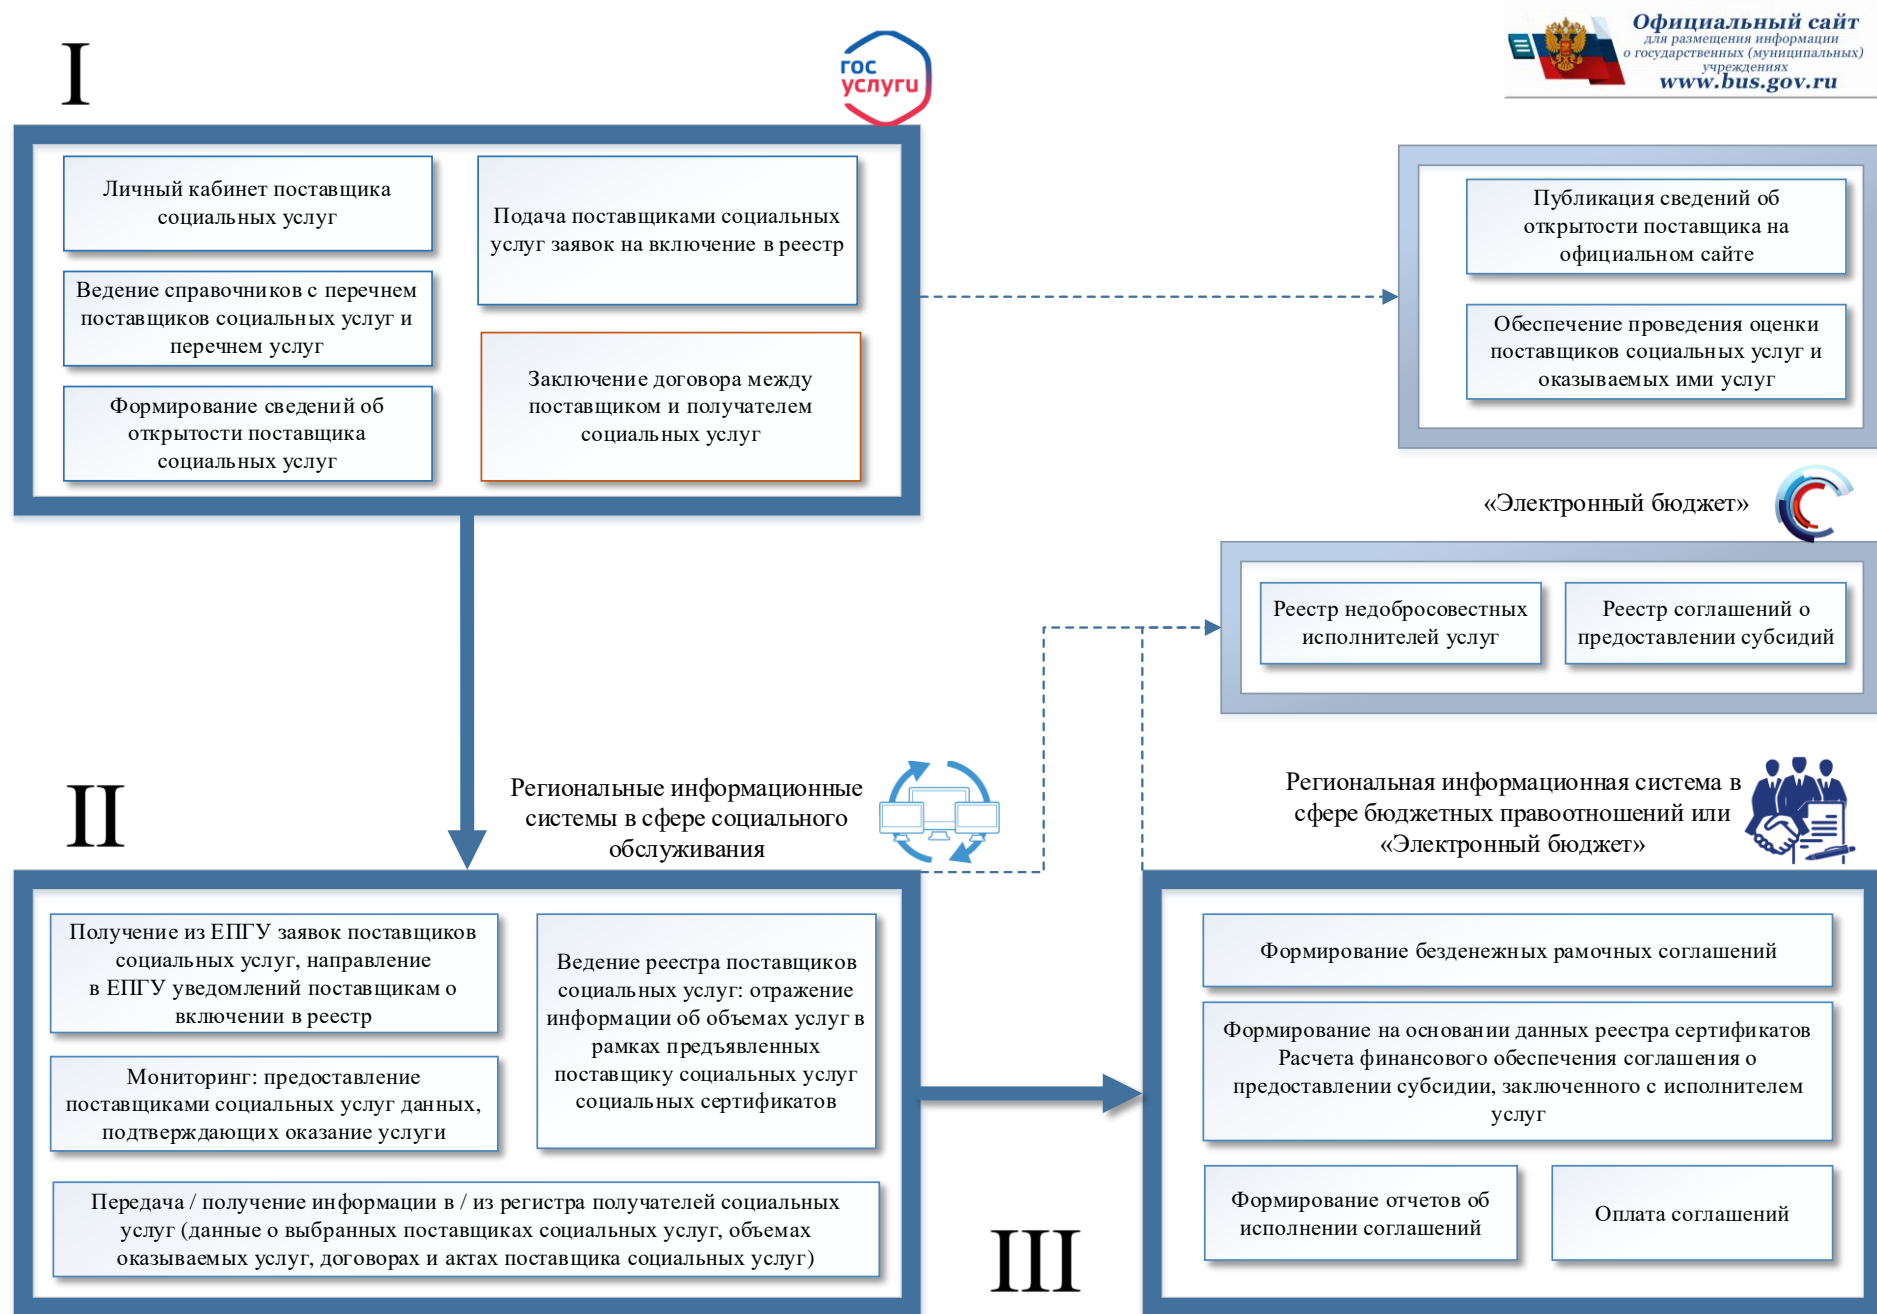 I
гос
услуги
Официальный сайт
для размещения информации
о государственных (муниципальных)
учреждениях
www.bus.gov.ru
Личный кабинет поставщика
социальных услуг
Ведение справочников с перечнем
поставщиков социальных услуг и
перечнем услуг
Формирование сведений об
открытости поставщика
социальных услуг
Подача поставщиками социальных
услуг заявок на включение в реестр
Заключение договора между
поставщиком и получателем
социальных услуг
Публикация сведений об
открытости поставщика на
официальном сайте
Обеспечение проведения оценки
поставщиков социальных услуг и
оказываемых ими услуг
«Электронный бюджет»
Реестр недобросовестных
исполнителей услуг
Реестр соглашений о
предоставлении субсидий
II
Региональные информационные
системы в сфере социального
обслуживания
Получение из ЕПГУ заявок поставщиков
социальных услуг, направление
в ЕПГУ уведомлений поставщикам о
включении в реестр
Мониторинг: предоставление
поставщиками социальных услуг данных,
подтверждающих оказание услуги
Ведение реестра поставщиков
социальных услуг: отражение
информации об объемах услуг в
рамках предъявленных
поставщику социальных услуг
социальных сертификатов
Передача / получение информации в / из регистра получателей социальных
услуг (данные о выбранных поставщиках социальных услуг, объемах
оказываемых услуг, договорах и актах поставщика социальных услуг)
III
Региональная информационная система в
сфере бюджетных правоотношений или
«Электронный бюджет»
Формирование безденежных рамочных соглашений
Формирование на основании данных реестра сертификатов
Расчета финансового обеспечения соглашения о
предоставлении субсидии, заключенного с исполнителем
услуг
Формирование отчетов об
исполнении соглашений
Оплата соглашений